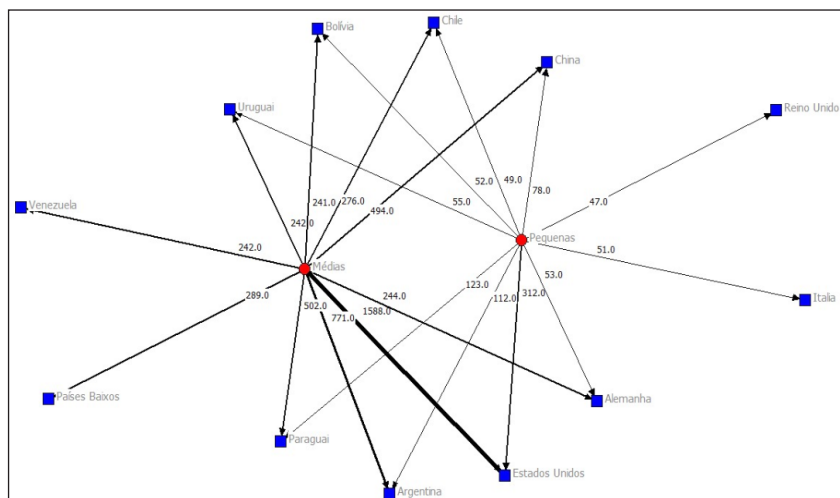 Chile
Bolívia
China
Uruguai
Reino Unido
52.0
49.0
78.0
241.0
276.0
47.0
55.0
Venezuela
494.0
242.0
Pequenas
242.0
51.0
Médias
53.0
123.0
244.0
289.0
112.0
312.0
Italia
502.0
1588.0
771.0
Países Baixos
Alemanha
Paraguai
Estados Unidos
Argentina